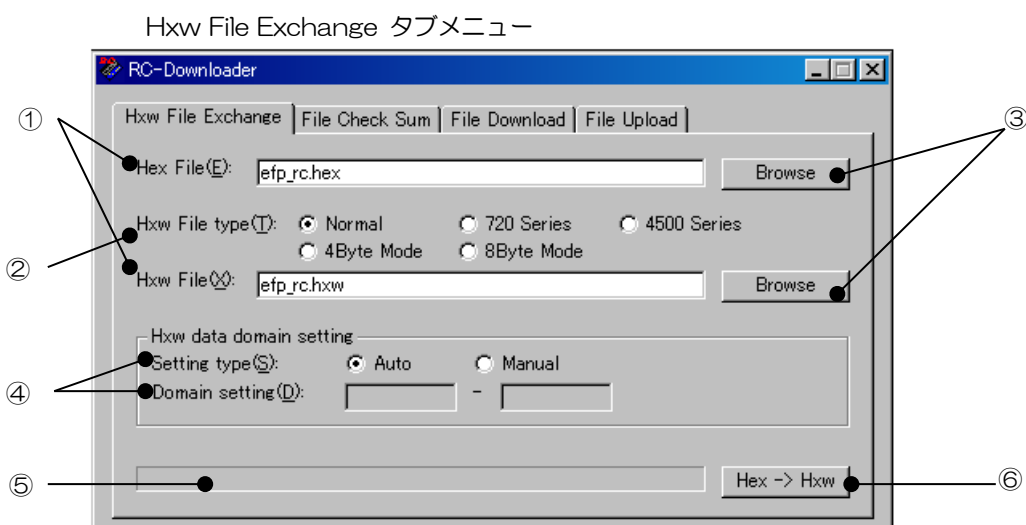 Hxw File Exchange タブメニュー
RC-Downloader
Hxw File Exchange File Check Sum File Download File Upload
① ③
Hex File(E): efp_rc.hex Browse
Hxw File type(T): Normal 720 Series 4500 Series
4Byte Mode 8Byte Mode
②
Hxw File(X): efp_rc.hxw Browse
Hxw data domain setting
Setting type(S): Auto Manual
④ Domain setting(D): -
⑤ Hex -> Hxw ⑥